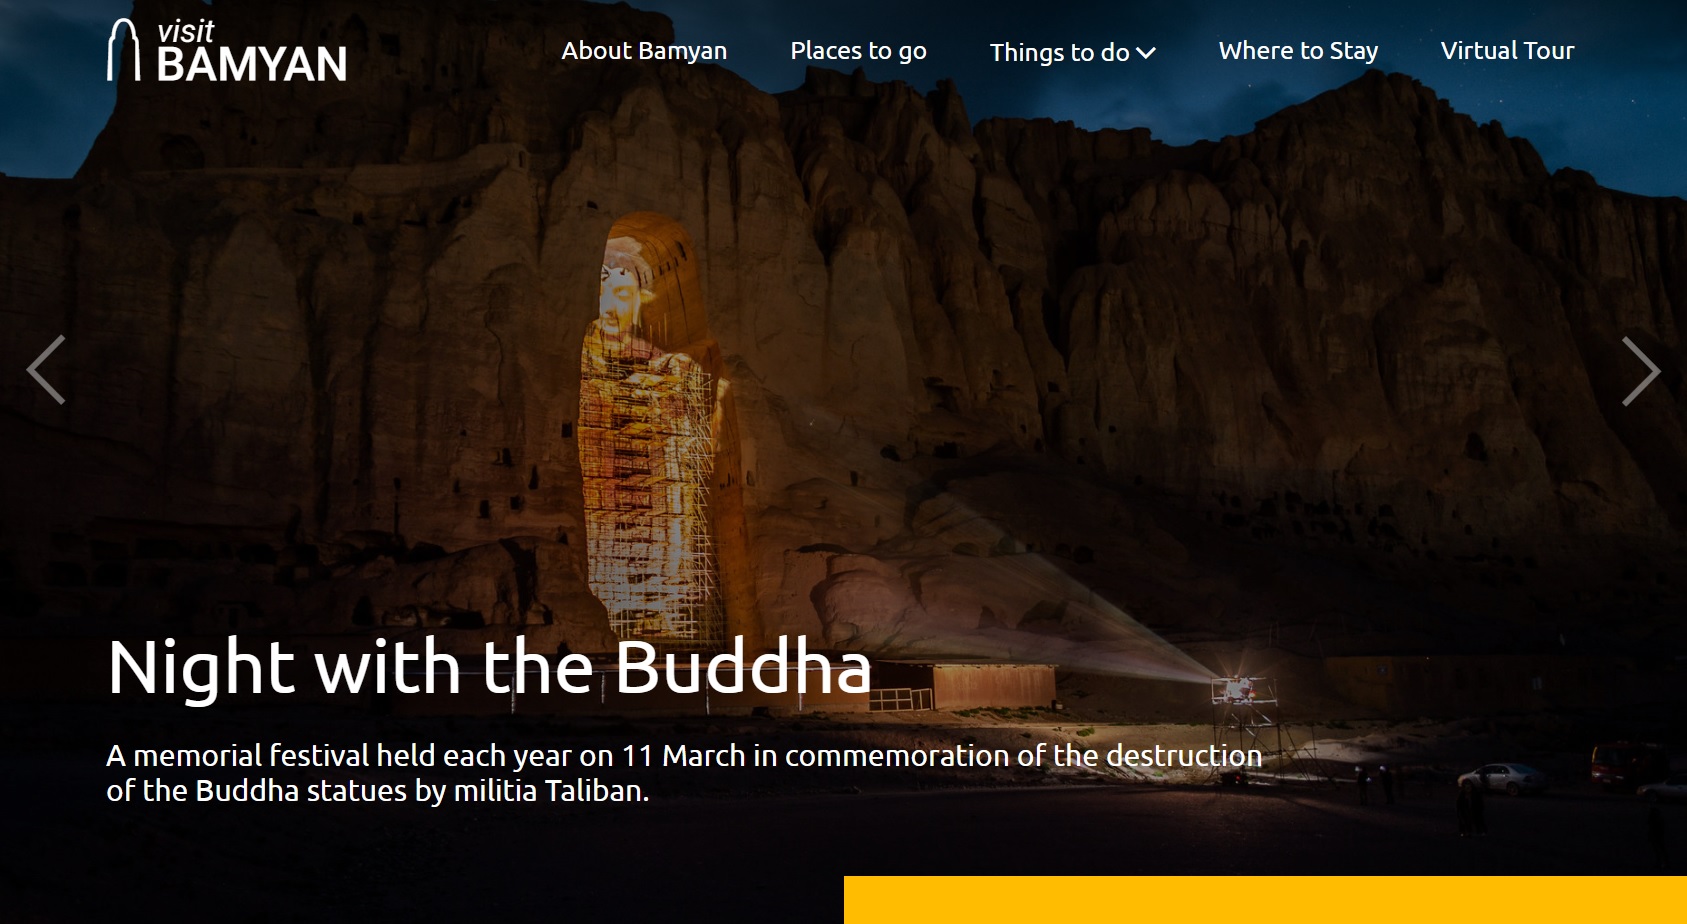 visit
BAMYAN
About Bamyan
Places to go
Things to do
Where to Stay
Virtual Tour
Night with the Buddha
A memorial festival held each year on 11 March in commemoration of the destruction
of the Buddha statues by militia Taliban.